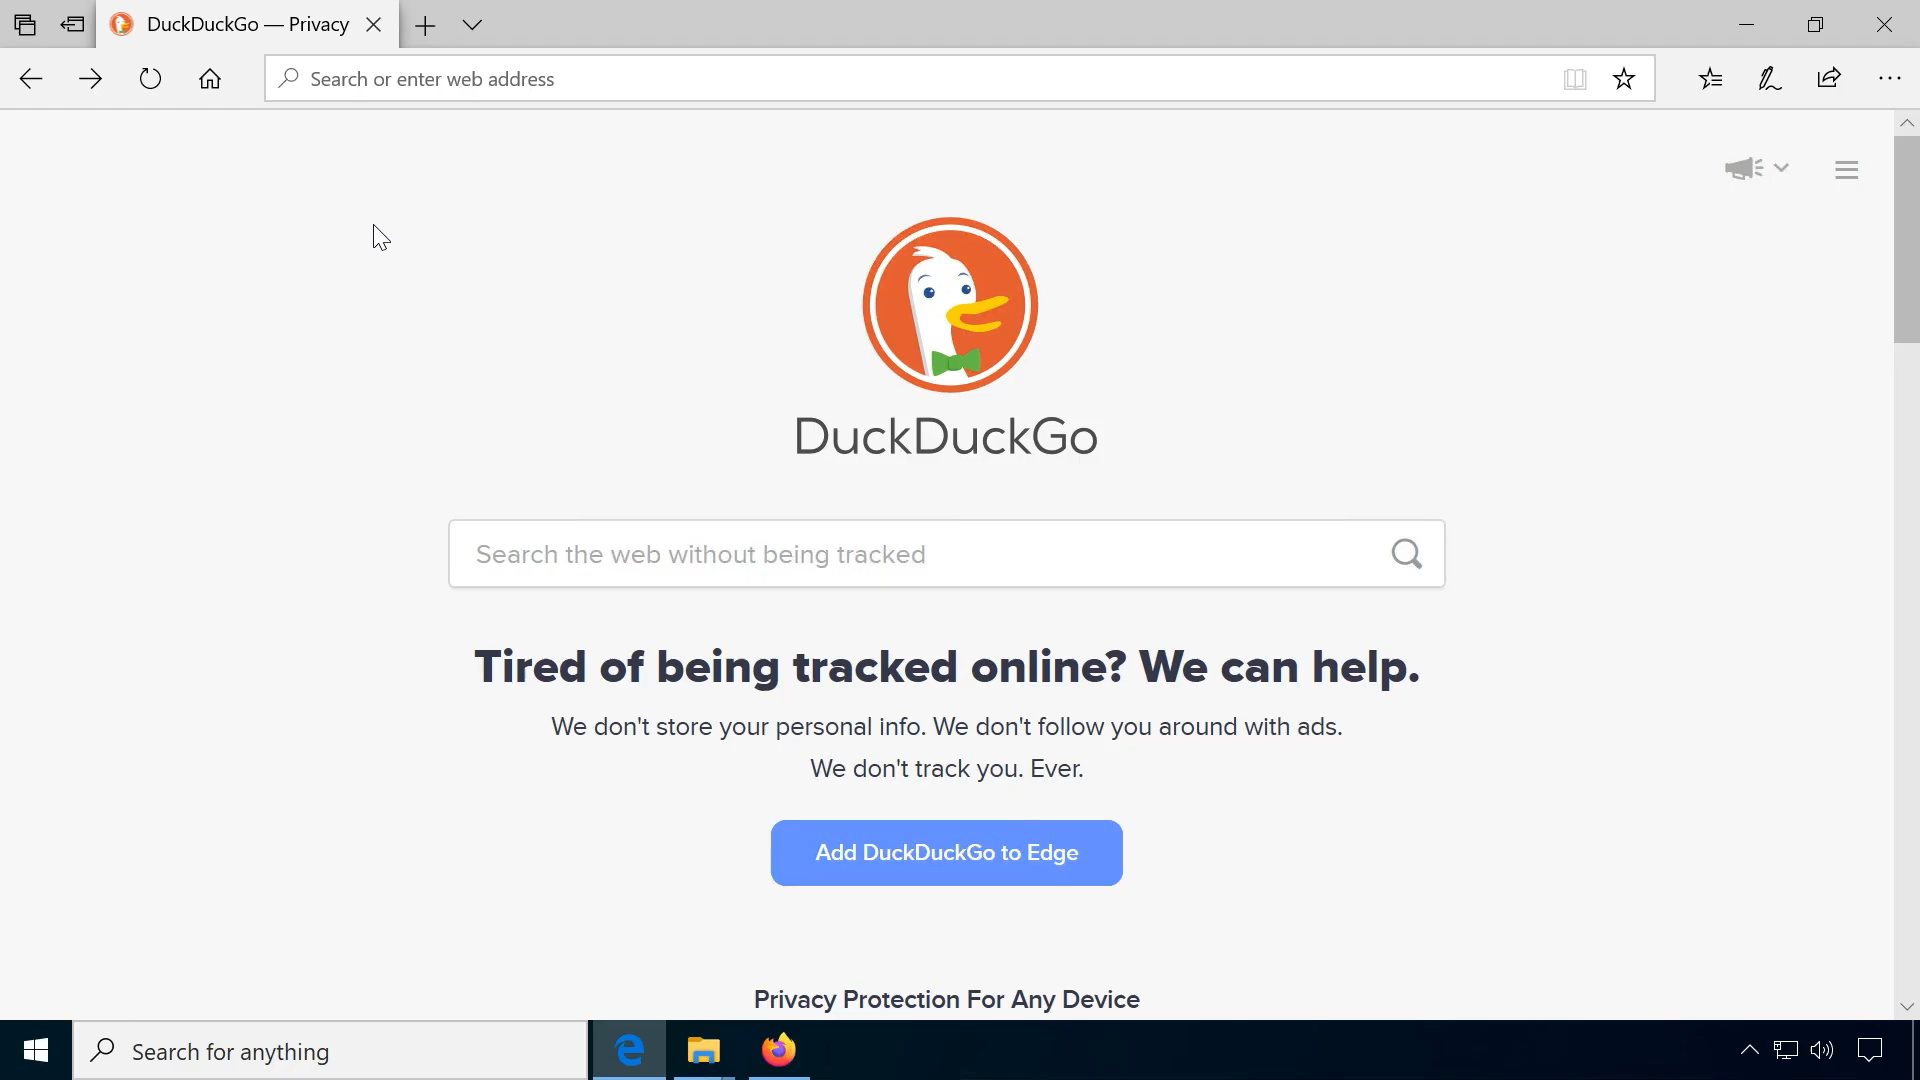 DuckDuckGo — Privacy
Search or enter web address
DuckDuckGo
Search the web without being tracked
Tired of being tracked online? We can help.
We don't store your personal info. We don't follow you around with ads.
We don't track you. Ever.
Add DuckDuckGo to Edge
Privacy Protection For Any Device
Search for anything